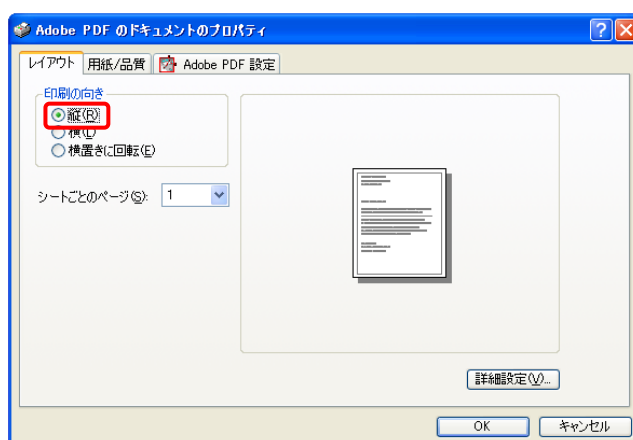 Adobe PDF のドキュメントのプロパティ
レイアウト 用紙/品質 Adobe PDF 設定
印刷の向き
縦(R)
横(L)
横置きに回転(E)
シートごとのページ(S): 1
詳細設定(V)...
OK キャンセル